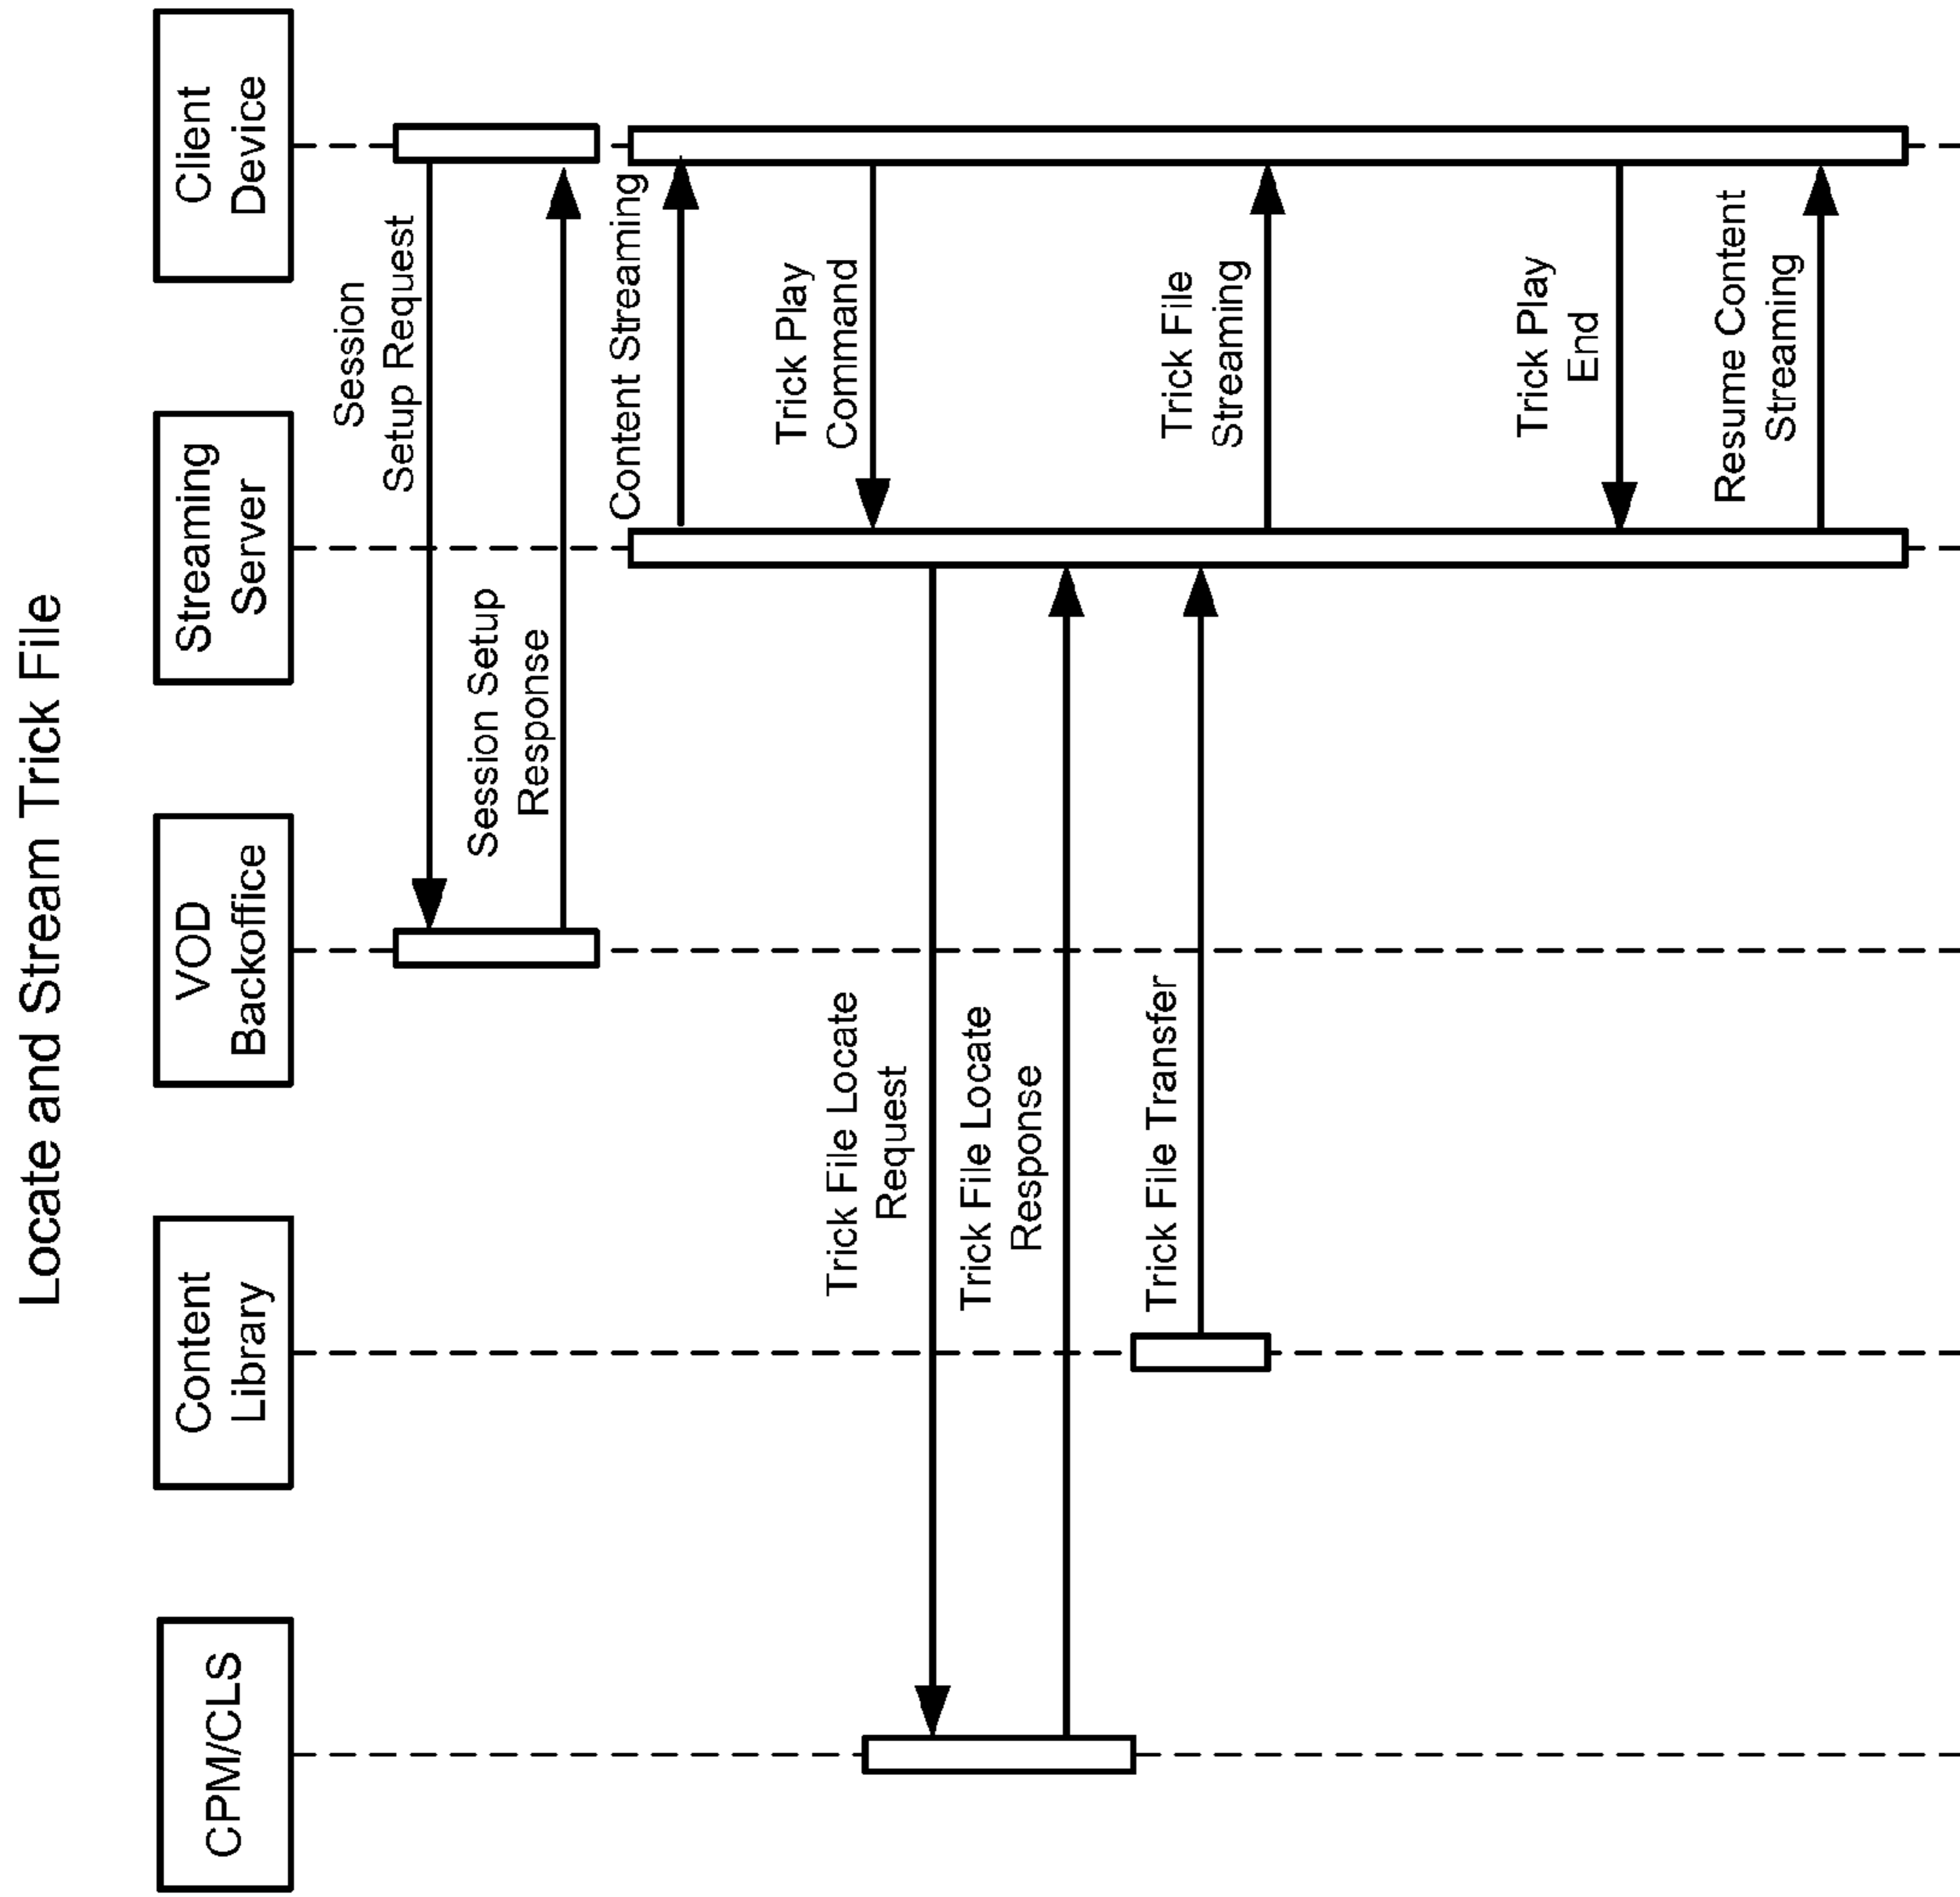 Locate and Stream Trick File
CPM/CLS
Content
Library
VOD
Backoffice
Streaming
Server
Client
Device
Session
Setup Request
Session Setup
Response
Content Streaming
Trick Play
Command
Trick File Locate
Request
Trick File Locate
Response
Trick File Transfer
Trick File
Streaming
Trick Play
End
Resume Content
Streaming